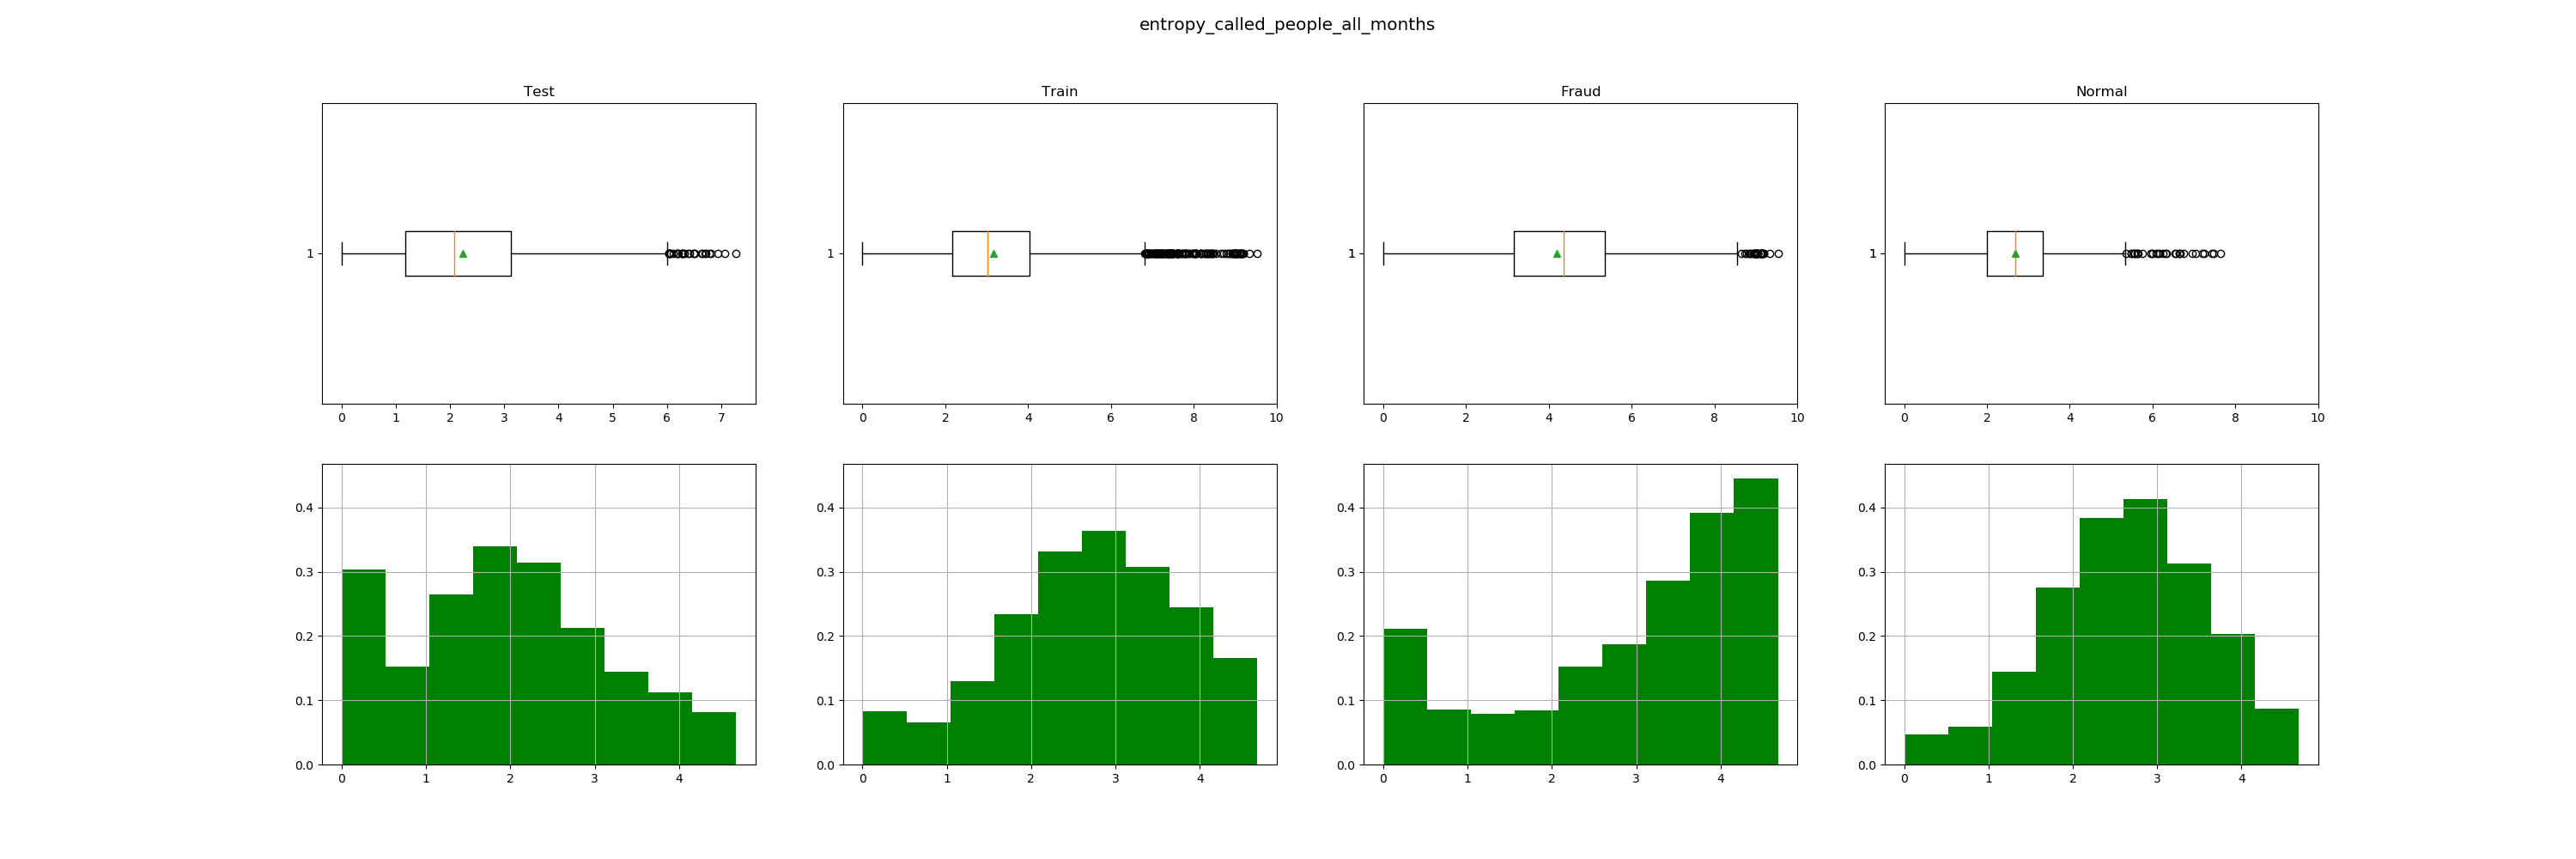 entropy_called_people_all_months
Test Train Fraud Normal
1 1 1 1
0 1 2 3 4 5 6 7 0 2 4 6 8 10 0 2 4 6 8 10 0 2 4 6 8 10
0.4 0.4 0.4 0.4
0.3 0.3 0.3 0.3
0.2 0.2 0.2 0.2
0.1 0.1 0.1 0.1
0.0 0.0 0.0 0.0
0 1 2 3 4 0 1 2 3 4 0 1 2 3 4 0 1 2 3 4